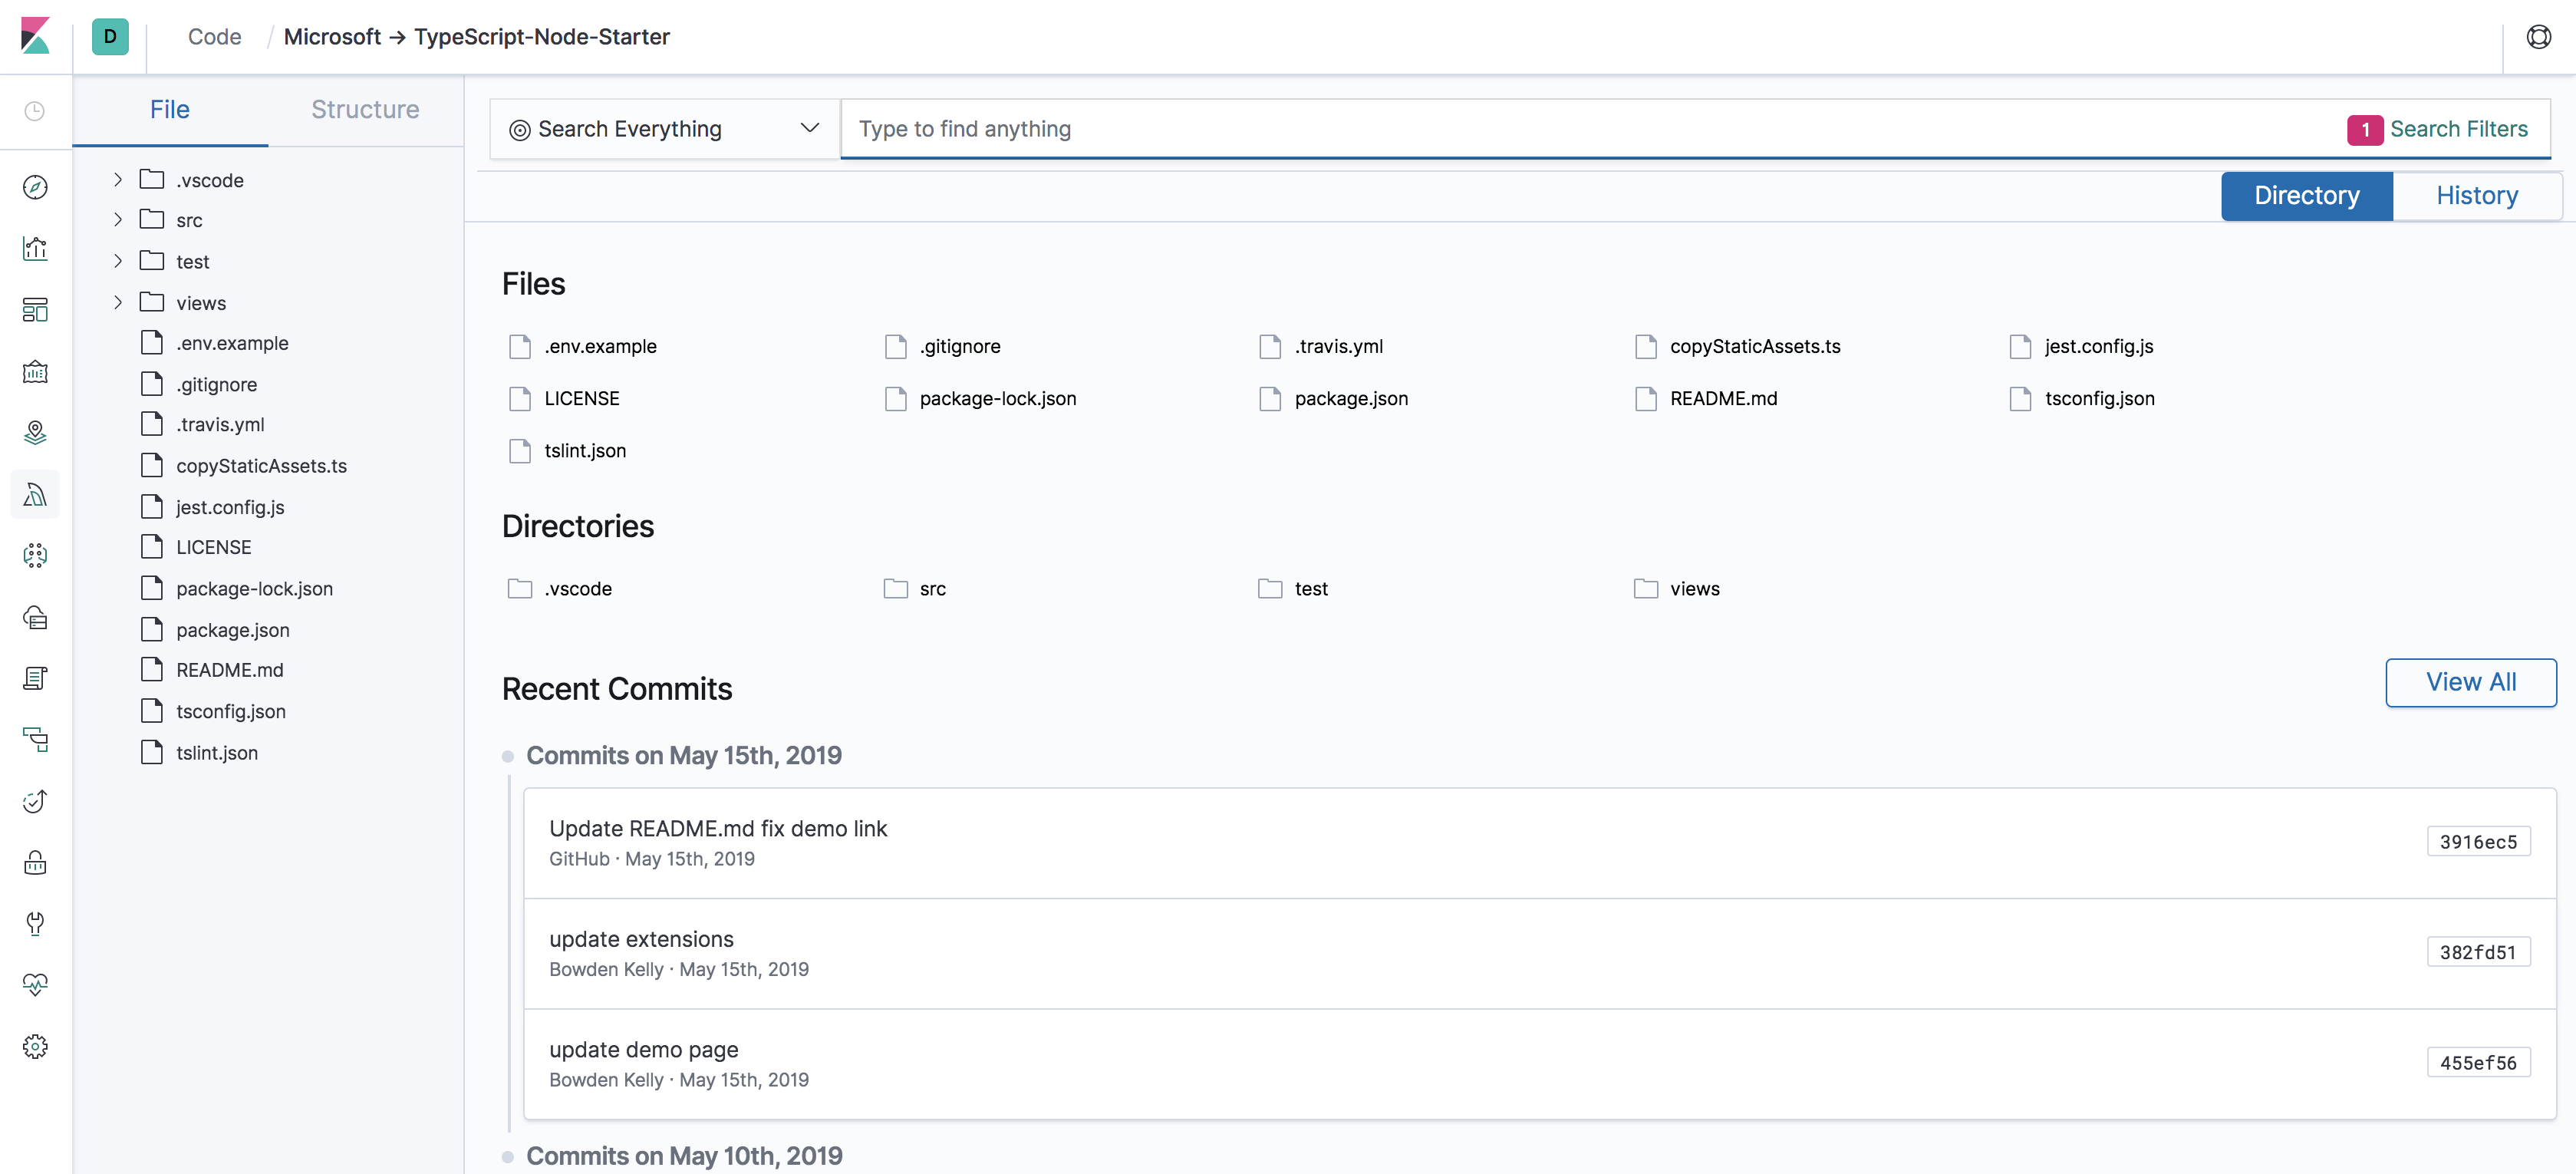 D Code / Microsoft → TypeScript-Node-Starter
File Structure
.vscode
src
test
views
.env.example
.gitignore
.travis.yml
copyStaticAssets.ts
jest.config.js
LICENSE
package-lock.json
package.json
README.md
tsconfig.json
tslint.json
Search Everything Type to find anything 1 Search Filters
Directory History
Files
.env.example .gitignore .travis.yml copyStaticAssets.ts jest.config.js
LICENSE package-lock.json package.json README.md tsconfig.json
tslint.json
Directories
.vscode src test views
Recent Commits View All
Commits on May 15th, 2019
Update README.md fix demo link
GitHub · May 15th, 2019
3916ec5
update extensions
Bowden Kelly · May 15th, 2019
382fd51
update demo page
Bowden Kelly · May 15th, 2019
455ef56
Commits on May 10th, 2019